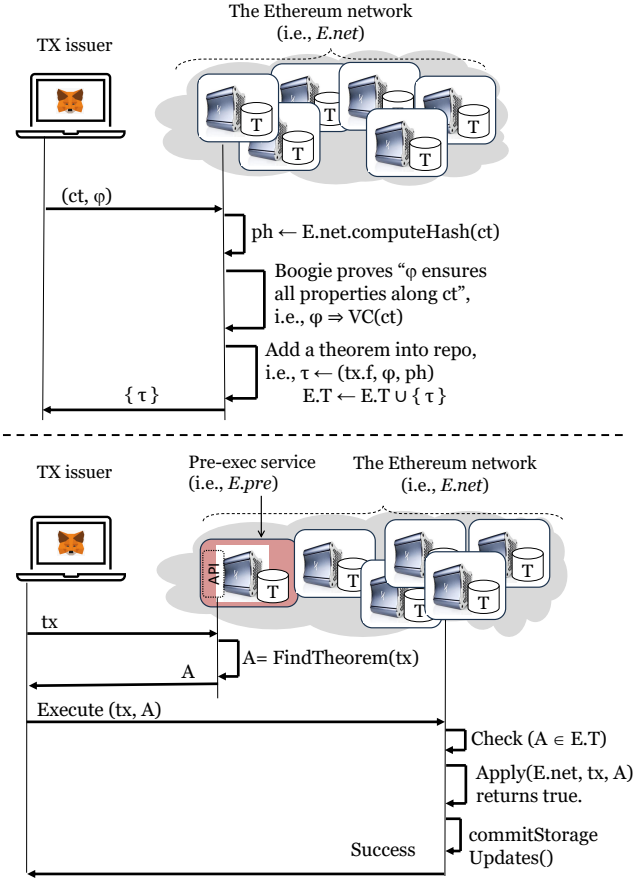 The Ethereum network
(i.e., E.net)
TX issuer
T
T
T
T
T
T
(ct, φ)
ph ← E.net.computeHash(ct)
Boogie proves “φ ensures
all properties along ct”,
i.e., φ ⇒ VC(ct)
Add a theorem into repo,
i.e., τ ← (tx.f, φ, ph)
E.T ← E.T ∪ { τ }
{ τ }
TX issuer
Pre-exec service
(i.e., E.pre)
The Ethereum network
(i.e., E.net)
API
T
T
T
T
T
T
tx
A= FindTheorem(tx)
A
Execute (tx, A)
Check (A ∈ E.T)
Apply(E.net, tx, A)
returns true.
commitStorage
Updates()
Success